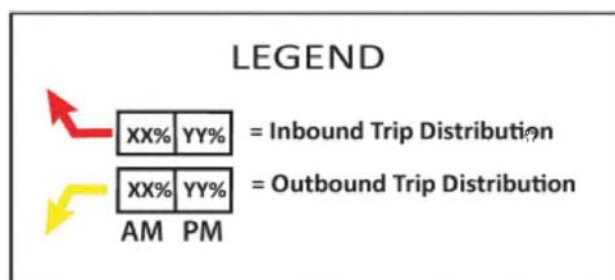 LEGEND
XX% YY% = Inbound Trip Distribution
XX% YY% = Outbound Trip Distribution
AM PM